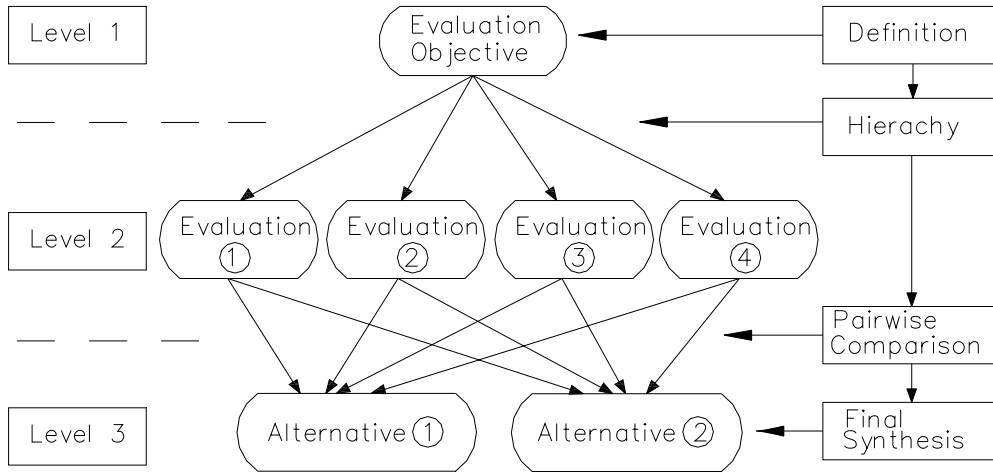 Level 1
Evaluation
Objective
Definition
Hierachy
Level 2
Evaluation
1
Evaluation
2
Evaluation
3
Evaluation
4
Pairwise
Comparison
Level 3
Alternative 1
Alternative 2
Final
Synthesis